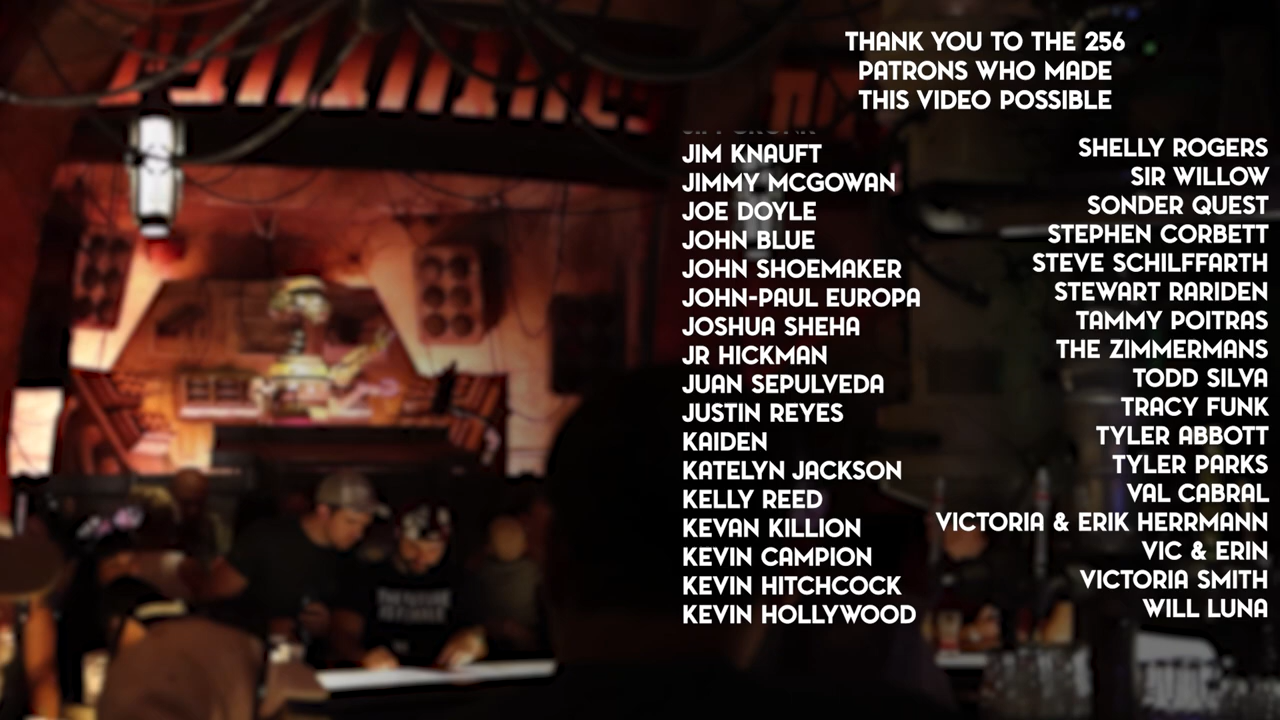 THANK YOU TO THE 256
PATRONS WHO MADE
THIS VIDEO POSSIBLE
JIM KNAUFT
JIMMY MCGOWAN
JOE DOYLE
JOHN BLUE
JOHN SHOEMAKER
JOHN-PAUL EUROPA
JOSHUA SHEHA
JR HICKMAN
JUAN SEPULVEDA
JUSTIN REYES
KAIDEN
KATELYN JACKSON
KELLY REED
KEVAN KILLION
KEVIN CAMPION
KEVIN HITCHCOCK
KEVIN HOLLYWOOD
SHELLY ROGERS
SIR WILLOW
SONDER QUEST
STEPHEN CORBETT
STEVE SCHILFFARTH
STEWART RARIDEN
TAMMY POITRAS
THE ZIMMERMANS
TODD SILVA
TRACY FUNK
TYLER ABBOTT
TYLER PARKS
VAL CABRAL
VICTORIA & ERIK HERRMANN
VIC & ERIN
VICTORIA SMITH
WILL LUNA